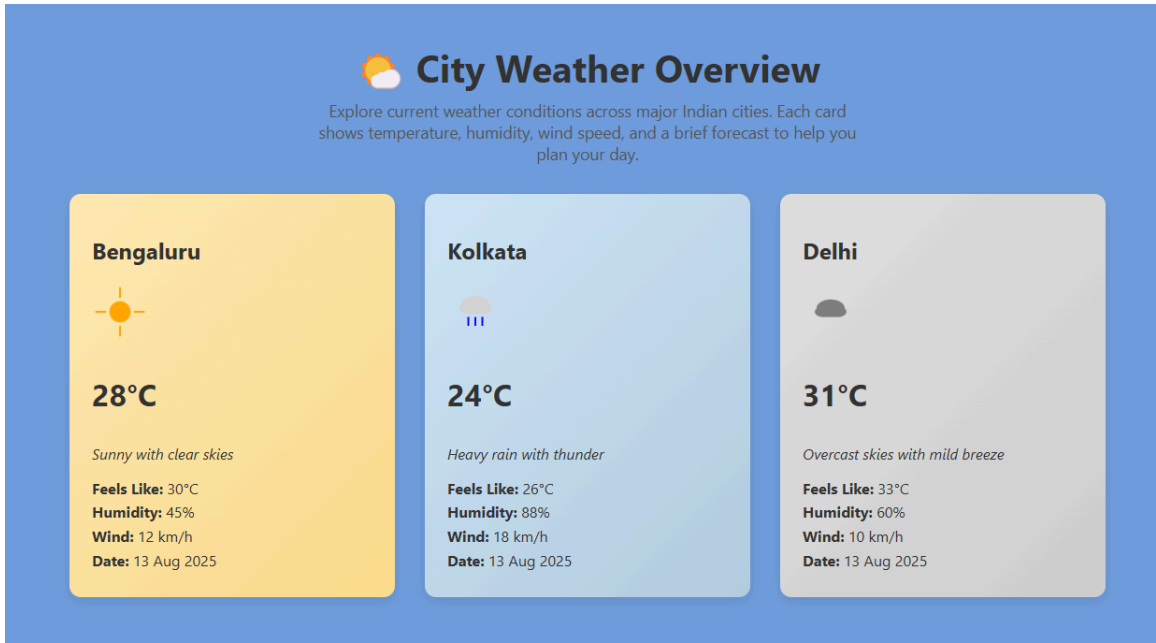 City Weather Overview
Explore current weather conditions across major Indian cities. Each card
shows temperature, humidity, wind speed, and a brief forecast to help you
plan your day.
Bengaluru
28°C
Sunny with clear skies
Feels Like: 30°C
Humidity: 45%
Wind: 12 km/h
Date: 13 Aug 2025
Kolkata
24°C
Heavy rain with thunder
Feels Like: 26°C
Humidity: 88%
Wind: 18 km/h
Date: 13 Aug 2025
Delhi
31°C
Overcast skies with mild breeze
Feels Like: 33°C
Humidity: 60%
Wind: 10 km/h
Date: 13 Aug 2025